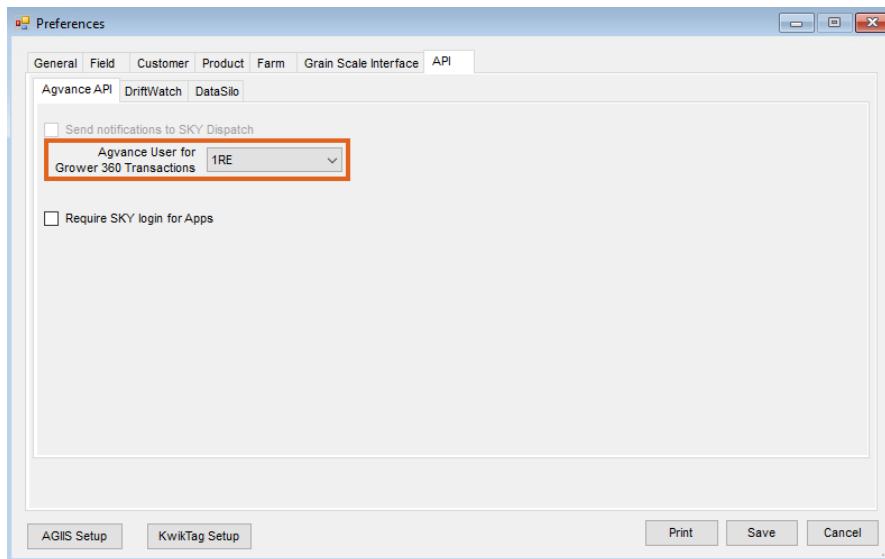 Preferences
General Field Customer Product Farm Grain Scale Interface API
Agvance API DriftWatch DataSilo
Send notifications to SKY Dispatch
Agvance User for
Grower 360 Transactions
1RE
Require SKY login for Apps
AGIIS Setup KwikTag Setup Print Save Cancel